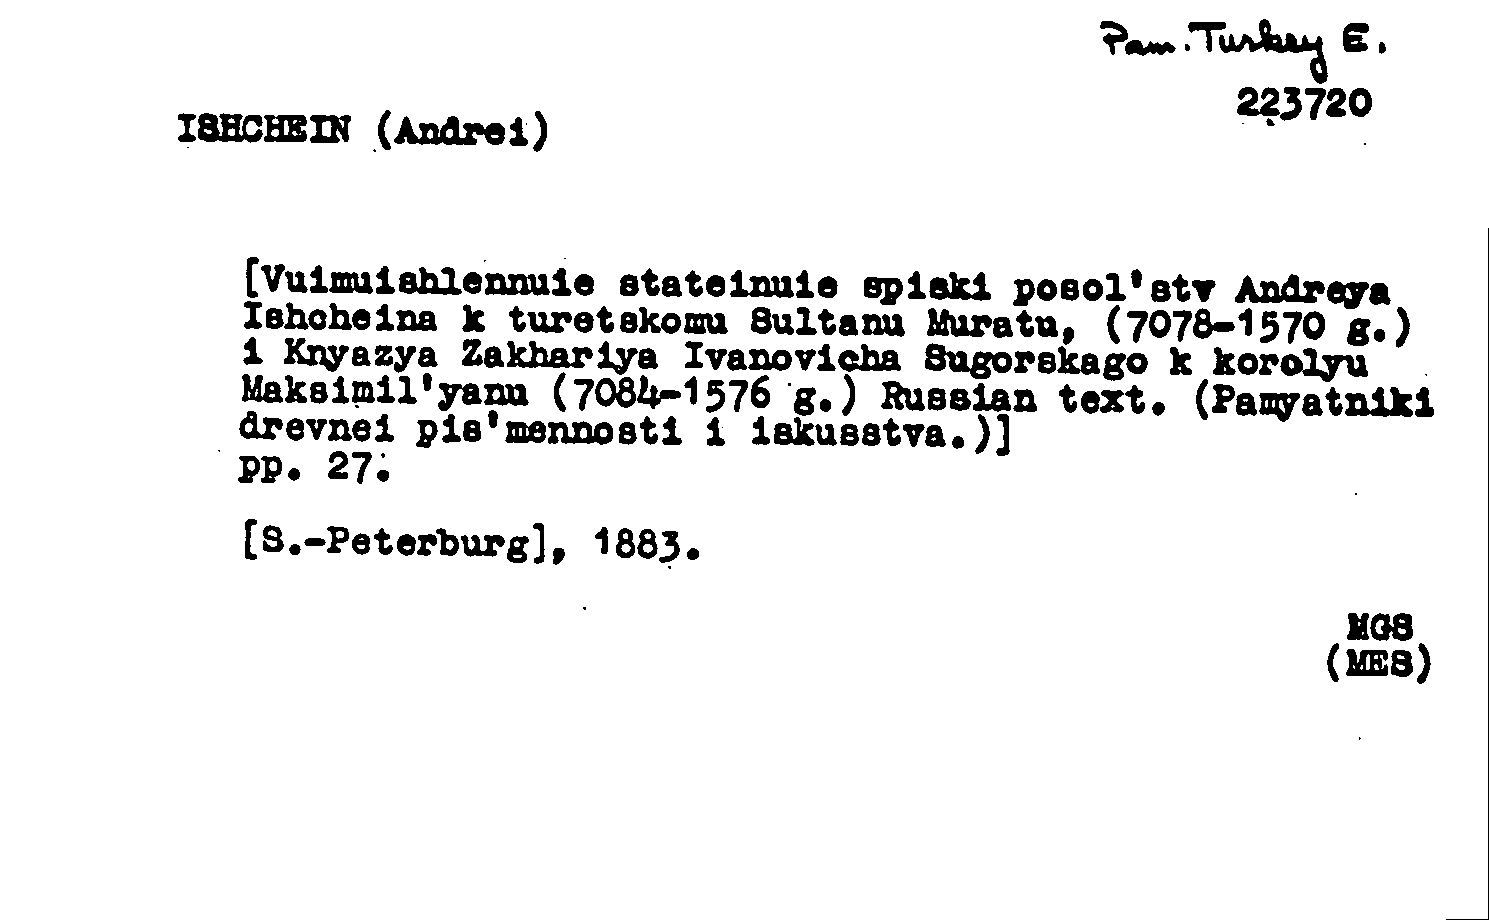 Pam. Turkey E.
223720
ISHCHEIN (Andrei)
[Vuimuishlennuie stateinuie spiski posol'stv Andreya
Ishcheina k turetskomu Sultanu Muratu, (7078-1570 g.)
i Knyazya Zakhariya Ivanovicha Sugorskago k korolyu
Maksimil'yanu (7084-1576 g.) Russian text. (Pamyatniki
drevnei pis'mennosti i iskusstva.)]
pp. 27.
[S.-Peterburg], 1883.
MGS
(MES)